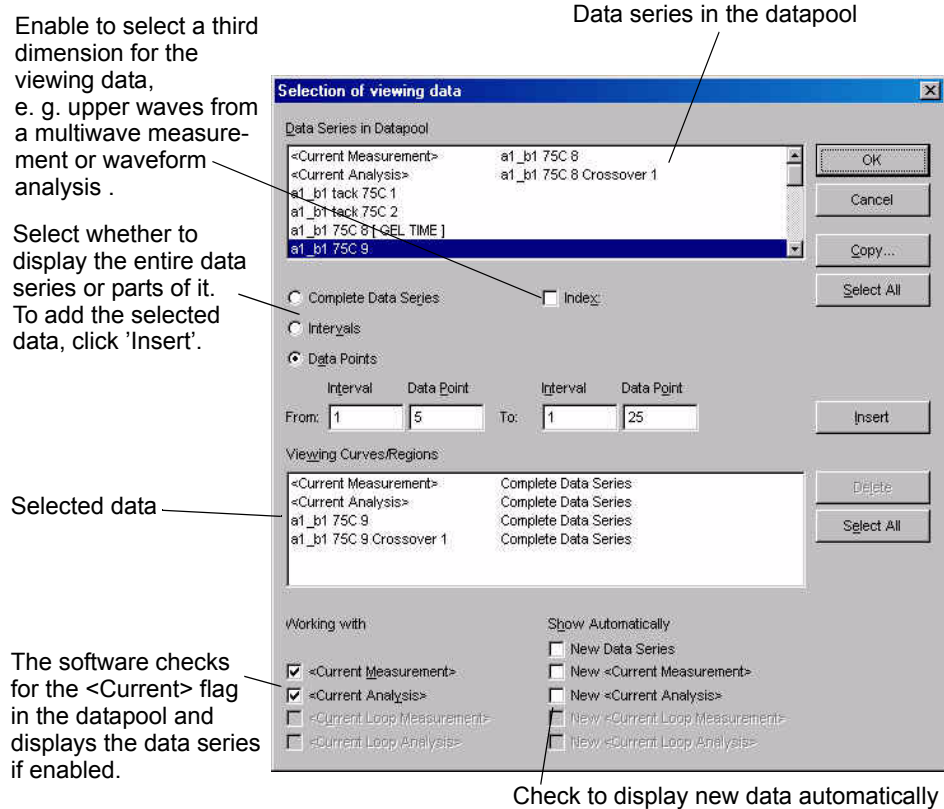 Enable to select a third
dimension for the
viewing data,
e. g. upper waves from
a multiwave measure-
ment or waveform
analysis .
Select whether to
display the entire data
series or parts of it.
To add the selected
data, click ’Insert’.
Selected data
The software checks
for the <Current> flag
in the datapool and
displays the data series
if enabled.
Data series in the datapool
Selection of viewing data
Data Series in Datapool
<Current Measurement> a1_b1 75C 8
<Current Analysis> a1_b1 75C 8 Crossover 1
a1_b1 tack 75C 1
a1_b1 tack 75C 2
a1_b1 75C 8 [ GEL TIME ]
a1_b1 75C 9
OK
Cancel
Copy...
Select All
Complete Data Series
Index:
Intervals
Data Points
Interval Data Point Interval Data Point
From: 1 5 To: 1 25
Insert
Viewing Curves/Regions
<Current Measurement> Complete Data Series
<Current Analysis> Complete Data Series
a1_b1 75C 9 Complete Data Series
a1_b1 75C 9 Crossover 1 Complete Data Series
Delete
Select All
Working with
<Current Measurement>
<Current Analysis>
<Current Loop Measurement>
<Current Loop Analysis>
Show Automatically
New Data Series
New <Current Measurement>
New <Current Analysis>
New <Current Loop Measurement>
New <Current Loop Analysis>
Check to display new data automatically